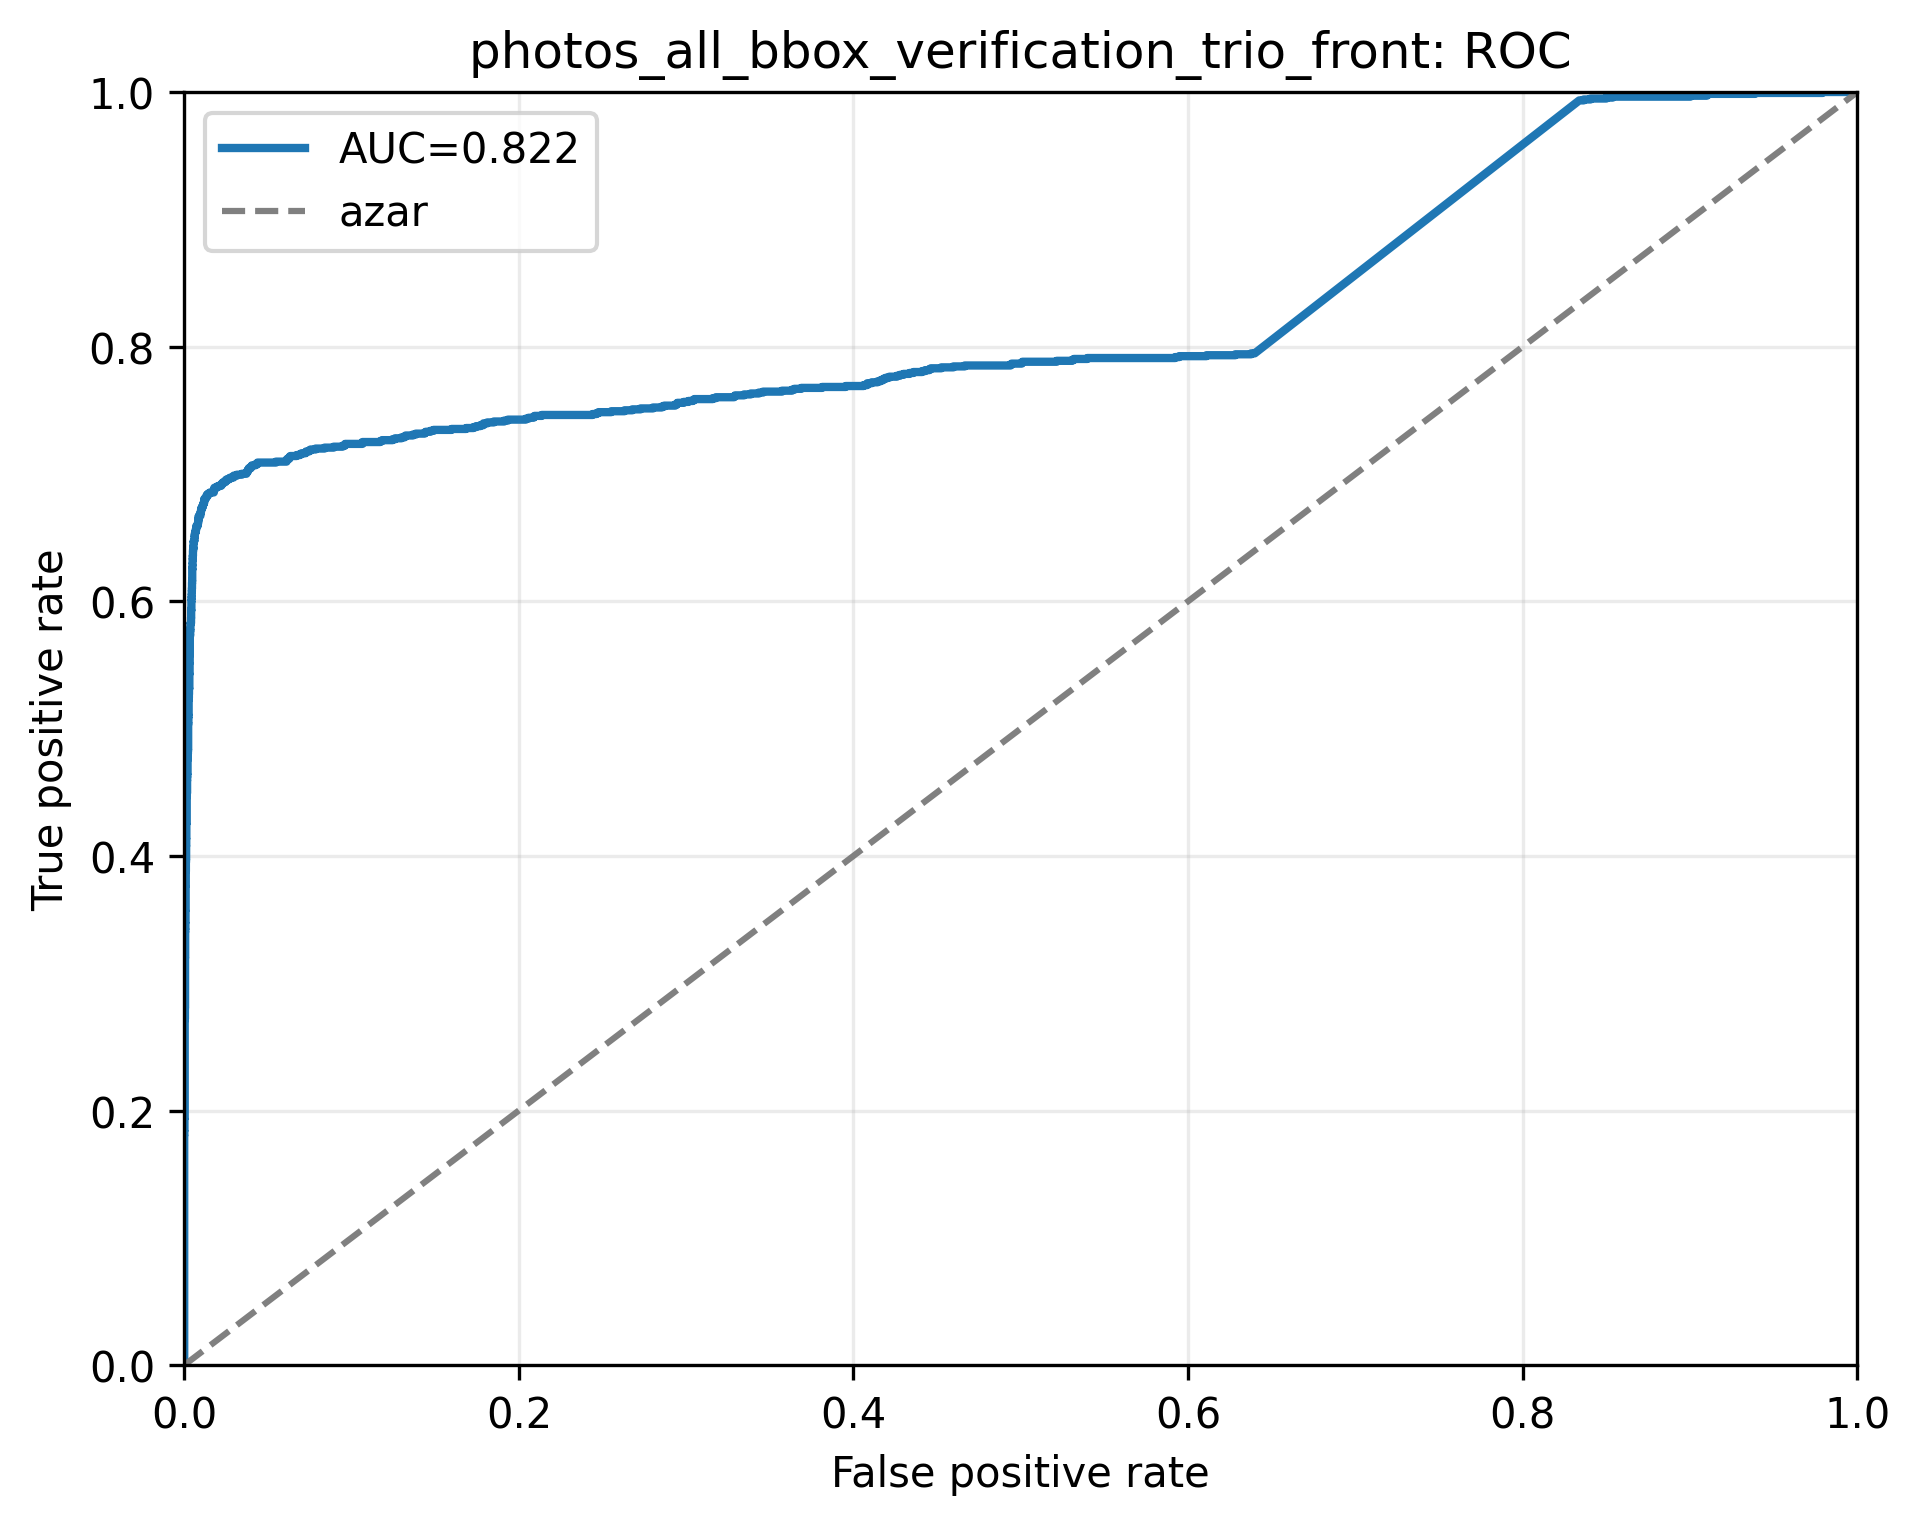 photos_all_bbox_verification_trio_front: ROC
1.0
0.8
0.6
0.4
0.2
0.0
True positive rate
AUC=0.822
azar
0.0 0.2 0.4 0.6 0.8 1.0
False positive rate